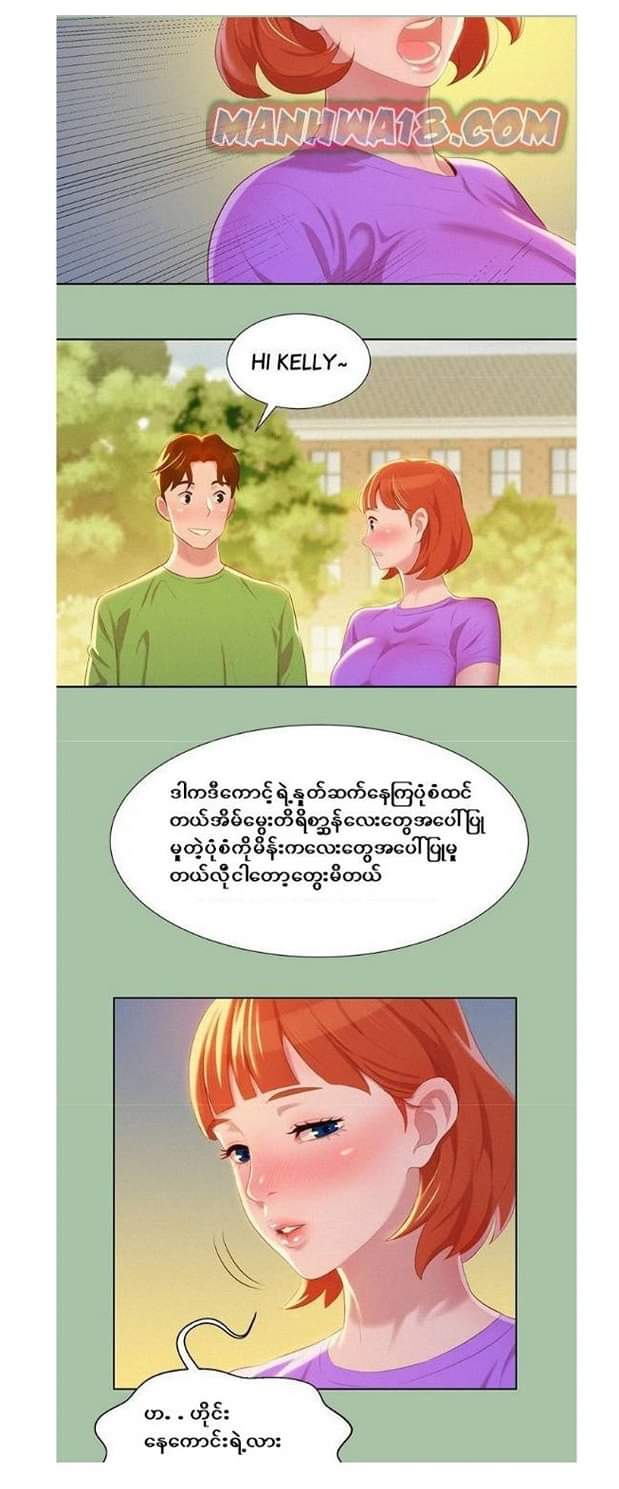 MANHWA18.COM
HI KELLY~
ဒါကဒီကောင့်ရဲ့နှုတ်ဆက်နေကြပုံစံထင်
တယ်အိမ်မွေးတိရိစ္ဆာန်လေးတွေအပေါ်ပြု
မူတဲ့ပုံစံကိုမိန်းကလေးတွေအပေါ်ပြုမူ
တယ်လို့ငါတော့တွေးမိတယ်
ဟ. . ဟိုင်း
နေကောင်းရဲ့လား